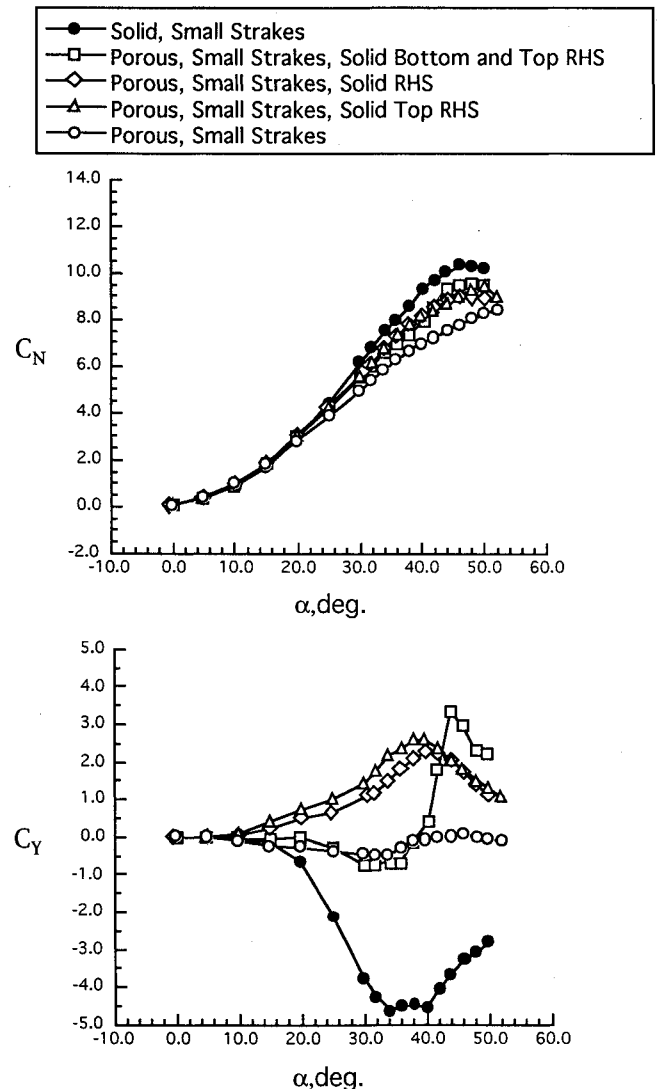 Solid, Small Strakes
Porous, Small Strakes, Solid Bottom and Top RHS
Porous, Small Strakes, Solid RHS
Porous, Small Strakes, Solid Top RHS
Porous, Small Strakes
14.0
12.0
10.0
8.0
C_N
6.0
4.0
2.0
0.0
-2.0
-10.0 0.0 10.0 20.0 30.0 40.0 50.0 60.0
α,deg.
5.0
4.0
3.0
2.0
1.0
C_Y
0.0
-1.0
-2.0
-3.0
-4.0
-5.0
-10.0 0.0 10.0 20.0 30.0 40.0 50.0 60.0
α,deg.